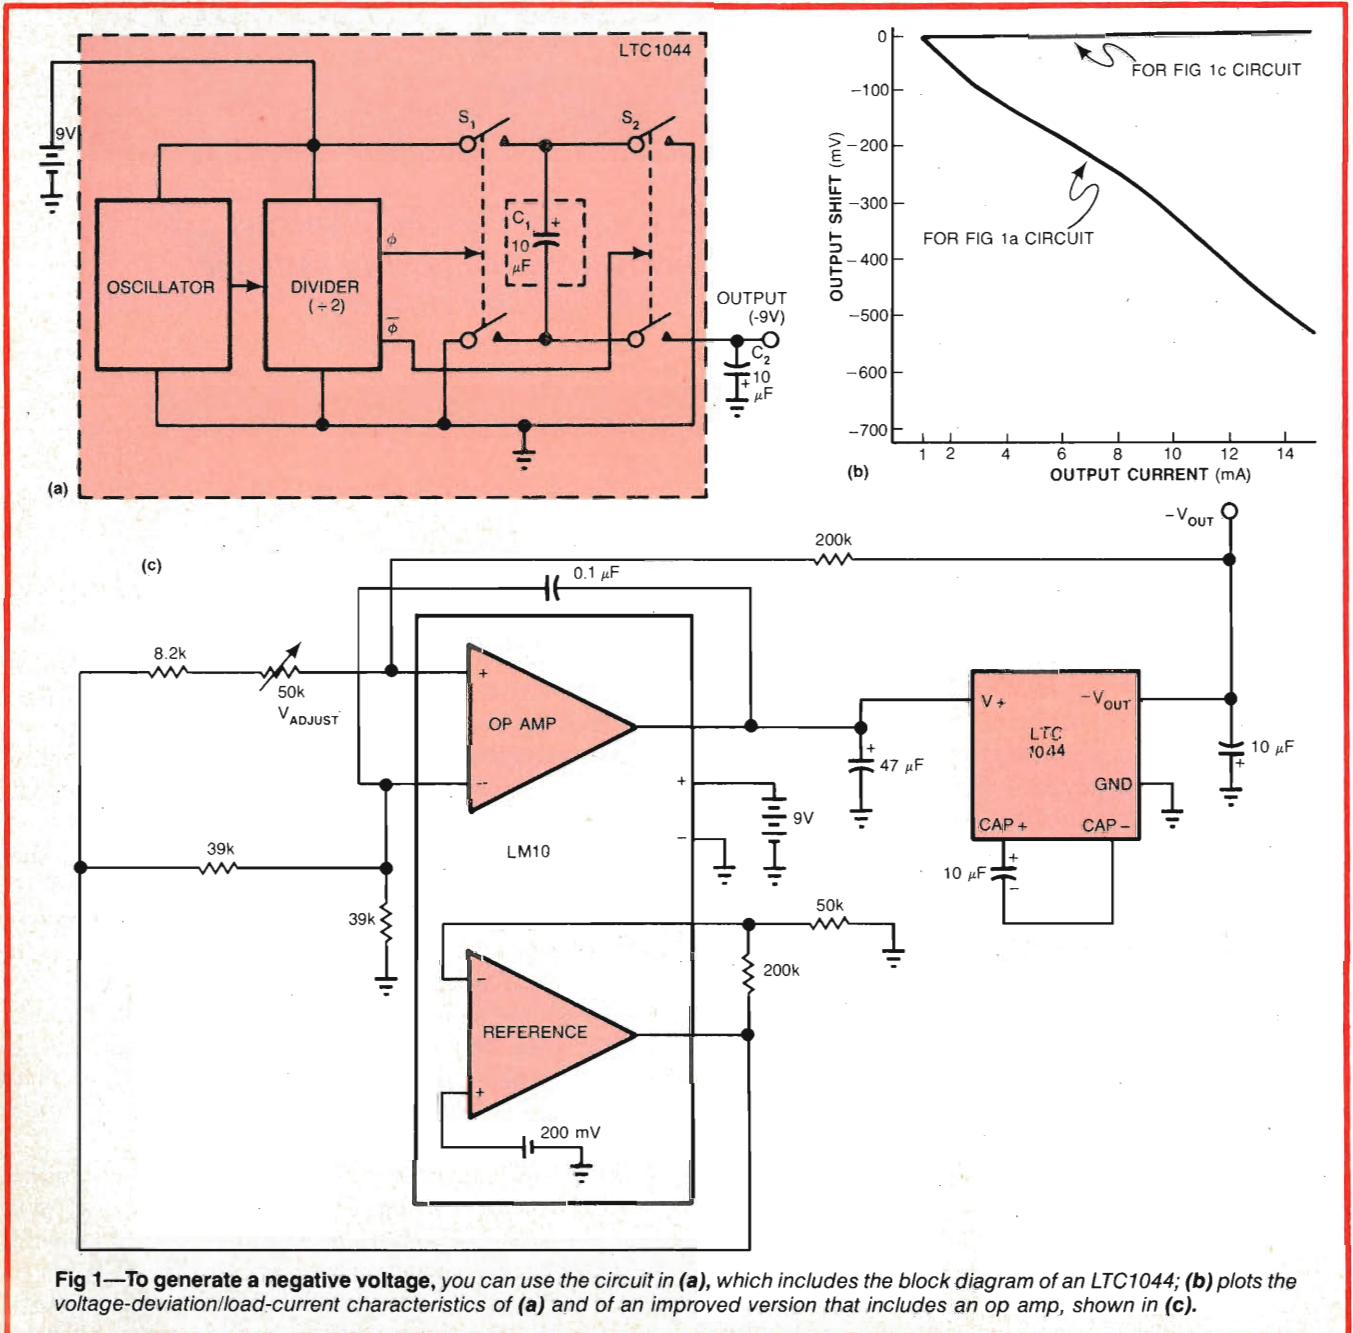 LTC1044
9V
S1
S2
C1
+
10
μF
φ
φ̄
OSCILLATOR
DIVIDER
(÷2)
OUTPUT
(-9V)
C2
+10
μF
(a)
0
−100
−200
−300
−400
−500
−600
−700
OUTPUT SHIFT (mV)
FOR FIG 1c CIRCUIT
FOR FIG 1a CIRCUIT
1 2 4 6 8 10 12 14
OUTPUT CURRENT (mA)
(b)
−VOUT
(c)
200k
0.1 μF
8.2k
50k
VADJUST
+
OP AMP
−
39k
39k
LM10
+
−
9V
+
47 μF
V+
−VOUT
LTC
1044
GND
CAP+
CAP−
+
10 μF
−
10 μF
+
50k
200k
−
REFERENCE
+
200 mV
Fig 1—To generate a negative voltage, you can use the circuit in (a), which includes the block diagram of an LTC1044; (b) plots the
voltage-deviation/load-current characteristics of (a) and of an improved version that includes an op amp, shown in (c).